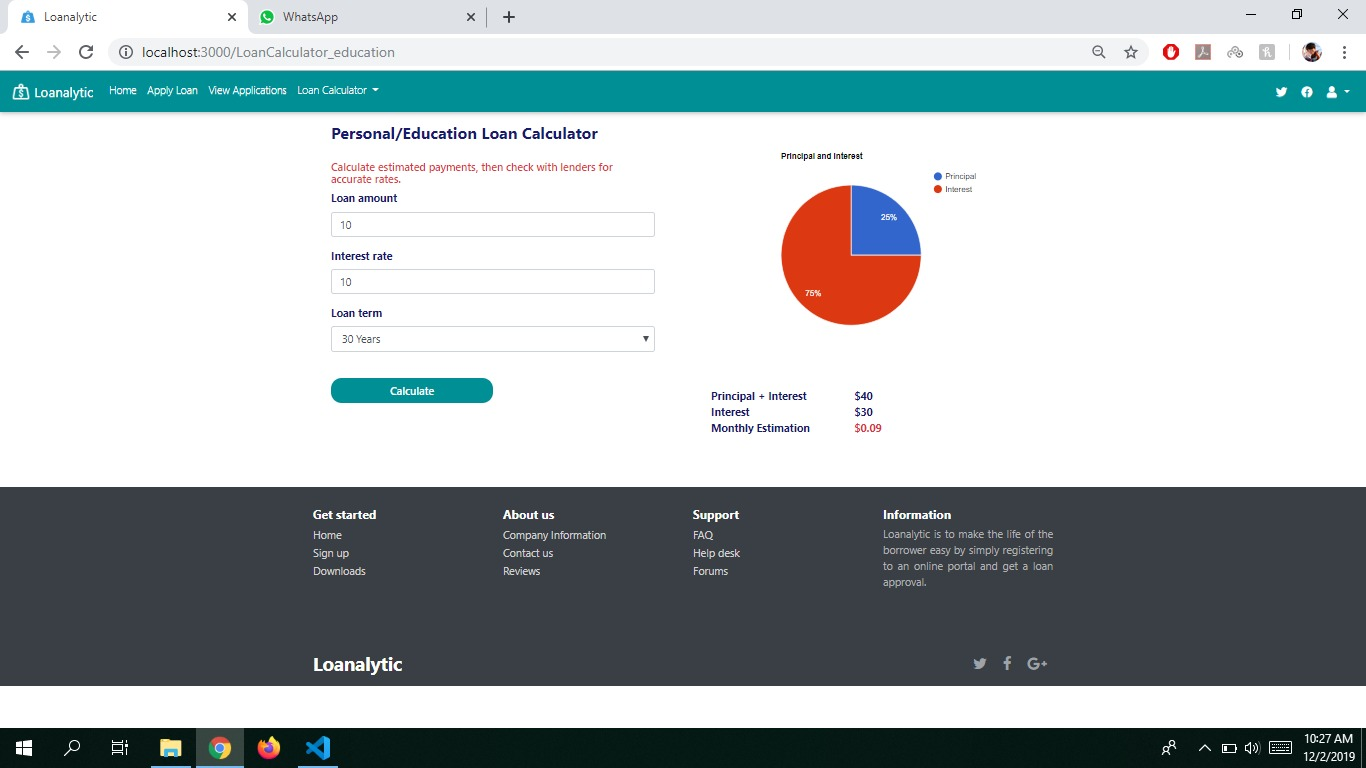 Loanalytic
WhatsApp
localhost:3000/LoanCalculator_education
Loanalytic Home Apply Loan View Applications Loan Calculator
Personal/Education Loan Calculator
Calculate estimated payments, then check with lenders for
accurate rates.
Loan amount
10
Interest rate
10
Loan term
30 Years
Calculate
Principal and Interest
Principal
Interest
25%
75%
Principal + Interest $40
Interest $30
Monthly Estimation $0.09
Get started
Home
Sign up
Downloads
About us
Company Information
Contact us
Reviews
Support
FAQ
Help desk
Forums
Information
Loanalytic is to make the life of the
borrower easy by simply registering
to an online portal and get a loan
approval.
Loanalytic
G+
10:27 AM
12/2/2019